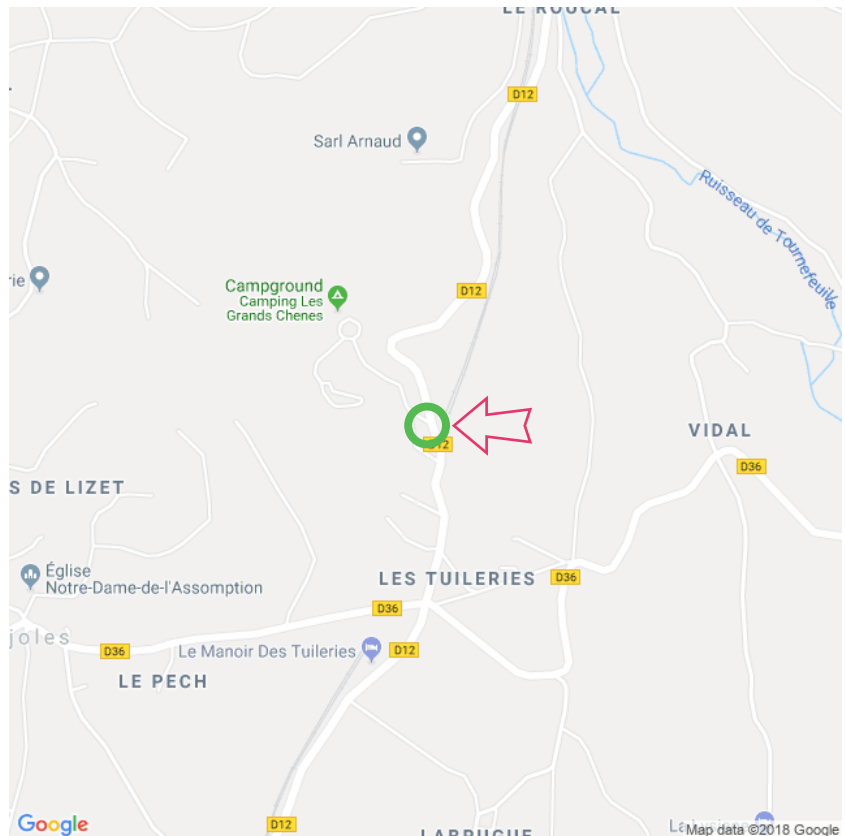 LE ROUCAL
D12
Sarl Arnaud
Ruisseau de Tournefeuille
rie
Campground
Camping Les
Grands Chenes
D12
D12
VIDAL
D36
S DE LIZET
Église
Notre-Dame-de-l'Assomption
LES TUILERIES
D36
D36
joles
D36
Le Manoir Des Tuileries
D12
LE PECH
D12
Google
LABRUGUE
Map data ©2018 Google